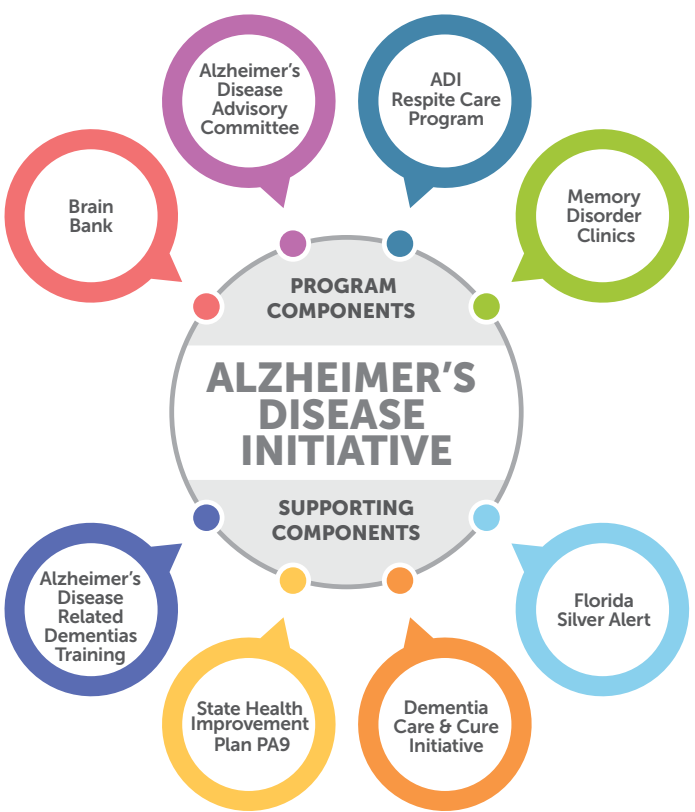 Alzheimer's
Disease
Advisory
Committee
ADI
Respite Care
Program
Brain
Bank
Memory
Disorder
Clinics
PROGRAM
COMPONENTS
ALZHEIMER'S
DISEASE
INITIATIVE
SUPPORTING
COMPONENTS
Alzheimer's
Disease
Related
Dementias
Training
Florida
Silver Alert
State Health
Improvement
Plan PA9
Dementia
Care & Cure
Initiative